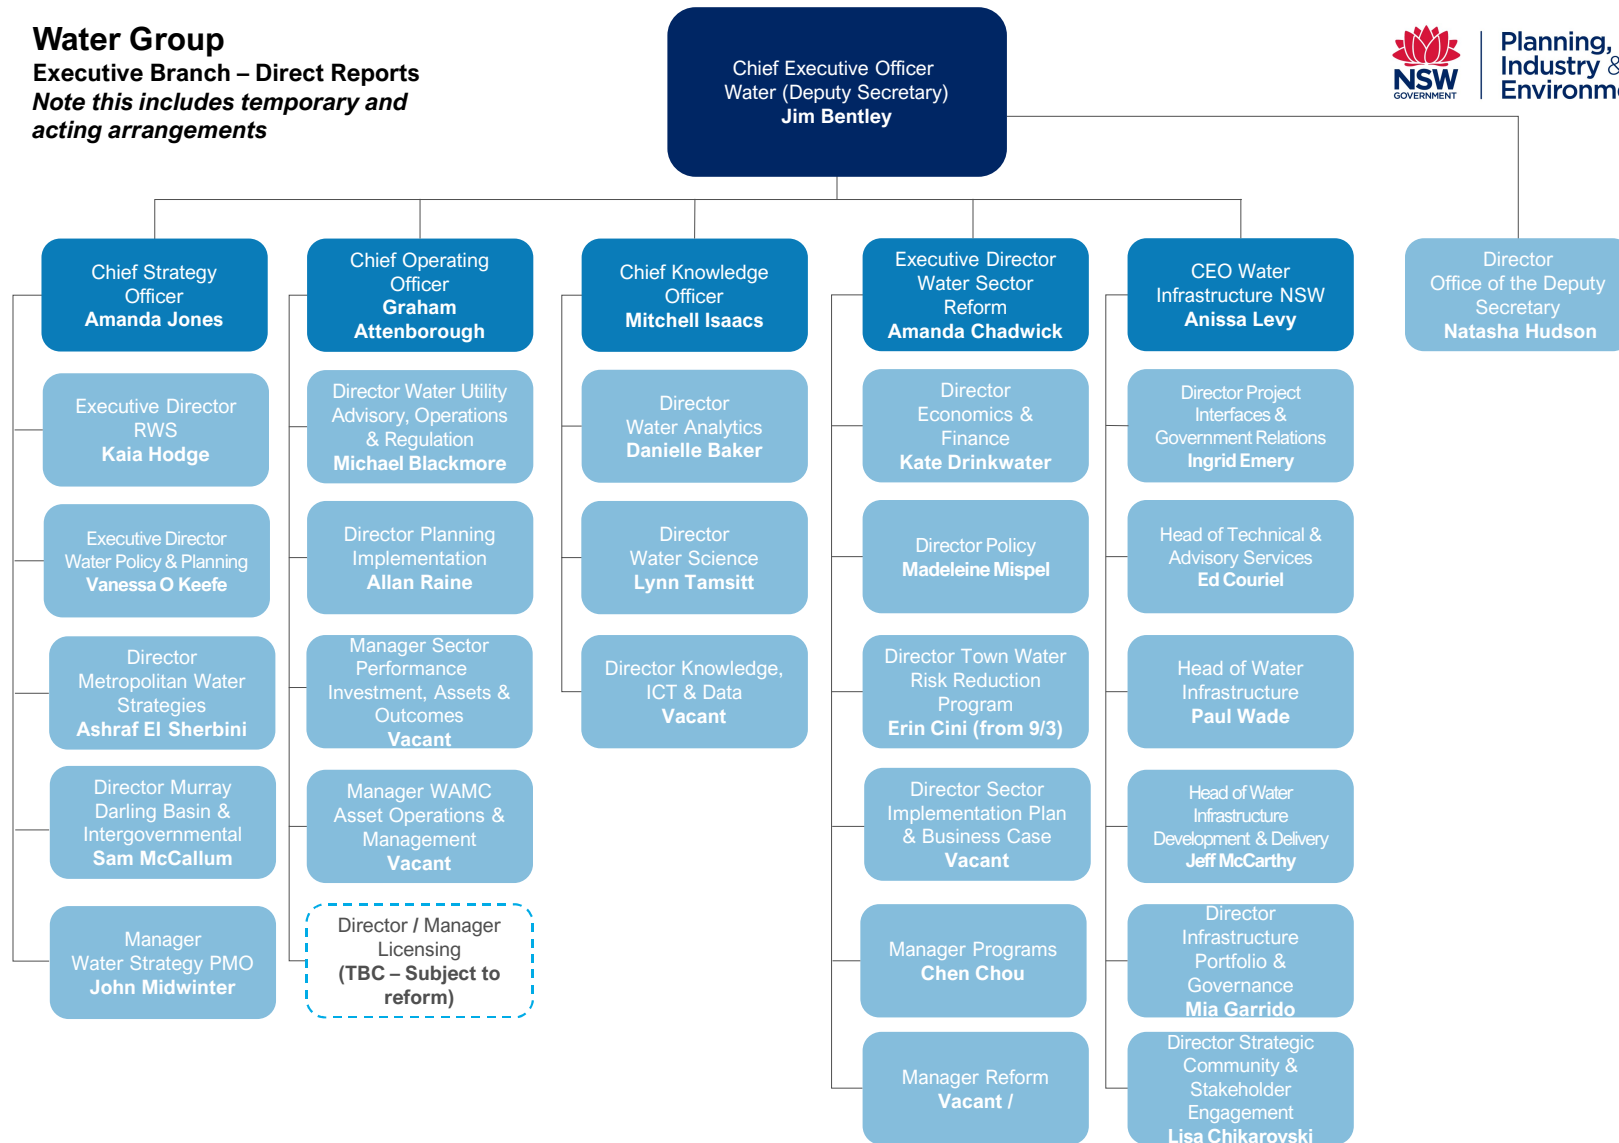 Water Group
Executive Branch – Direct Reports
Note this includes temporary and
acting arrangements
Chief Executive Officer
Water (Deputy Secretary)
Jim Bentley
NSW
GOVERNMENT
Planning,
Industry &
Environme
Chief Strategy
Officer
Amanda Jones
Executive Director
RWS
Kaia Hodge
Executive Director
Water Policy & Planning
Vanessa O Keefe
Director
Metropolitan Water
Strategies
Ashraf El Sherbini
Director Murray
Darling Basin &
Intergovernmental
Sam McCallum
Manager
Water Strategy PMO
John Midwinter
Chief Operating
Officer
Graham
Attenborough
Director Water Utility
Advisory, Operations
& Regulation
Michael Blackmore
Director Planning
Implementation
Allan Raine
Manager Sector
Performance
Investment, Assets &
Outcomes
Vacant
Manager WAMC
Asset Operations &
Management
Vacant
Director / Manager
Licensing
(TBC – Subject to
reform)
Chief Knowledge
Officer
Mitchell Isaacs
Director
Water Analytics
Danielle Baker
Director
Water Science
Lynn Tamsitt
Director Knowledge,
ICT & Data
Vacant
Executive Director
Water Sector
Reform
Amanda Chadwick
Director
Economics &
Finance
Kate Drinkwater
Director Policy
Madeleine Mispel
Director Town Water
Risk Reduction
Program
Erin Cini (from 9/3)
Director Sector
Implementation Plan
& Business Case
Vacant
Manager Programs
Chen Chou
Manager Reform
Vacant /
CEO Water
Infrastructure NSW
Anissa Levy
Director Project
Interfaces &
Government Relations
Ingrid Emery
Head of Technical &
Advisory Services
Ed Couriel
Head of Water
Infrastructure
Paul Wade
Head of Water
Infrastructure
Development & Delivery
Jeff McCarthy
Director
Infrastructure
Portfolio &
Governance
Mia Garrido
Director Strategic
Community &
Stakeholder
Engagement
Lisa Chikarovski
Director
Office of the Deputy
Secretary
Natasha Hudson